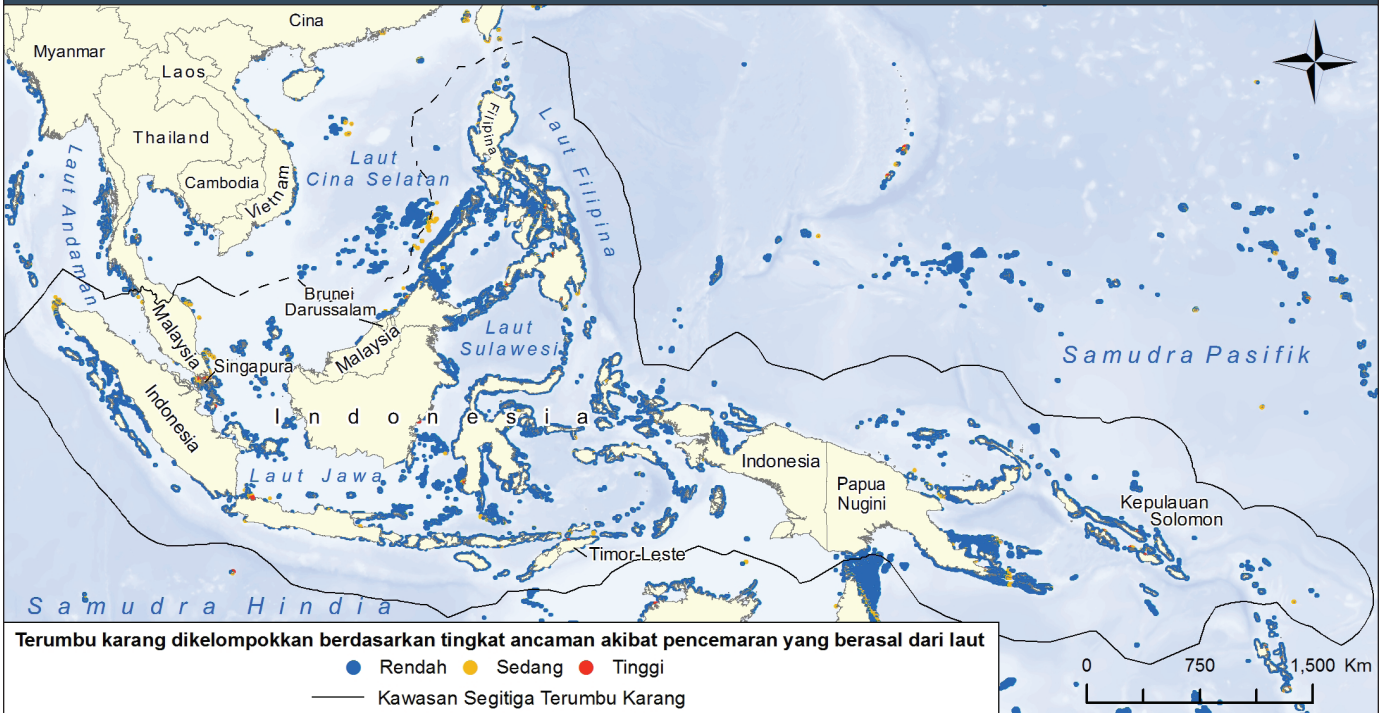 Cina
Myanmar
Laos
Thailand
Cambodia
Vietnam
Filipina
Laut
Cina Selatan
Laut Filipina
Laut Andaman
Brunei
Darussalam
Malaysia
Malaysia
Singapura
Laut
Sulawesi
Samudra Pasifik
Indonesia
Indonesia
Laut Jawa
Indonesia
Papua
Nugini
Kepulauan
Solomon
Timor-Leste
Samudra Hindia
Terumbu karang dikelompokkan berdasarkan tingkat ancaman akibat pencemaran yang berasal dari laut
Rendah Sedang Tinggi
Kawasan Segitiga Terumbu Karang
0 750 1,500 Km